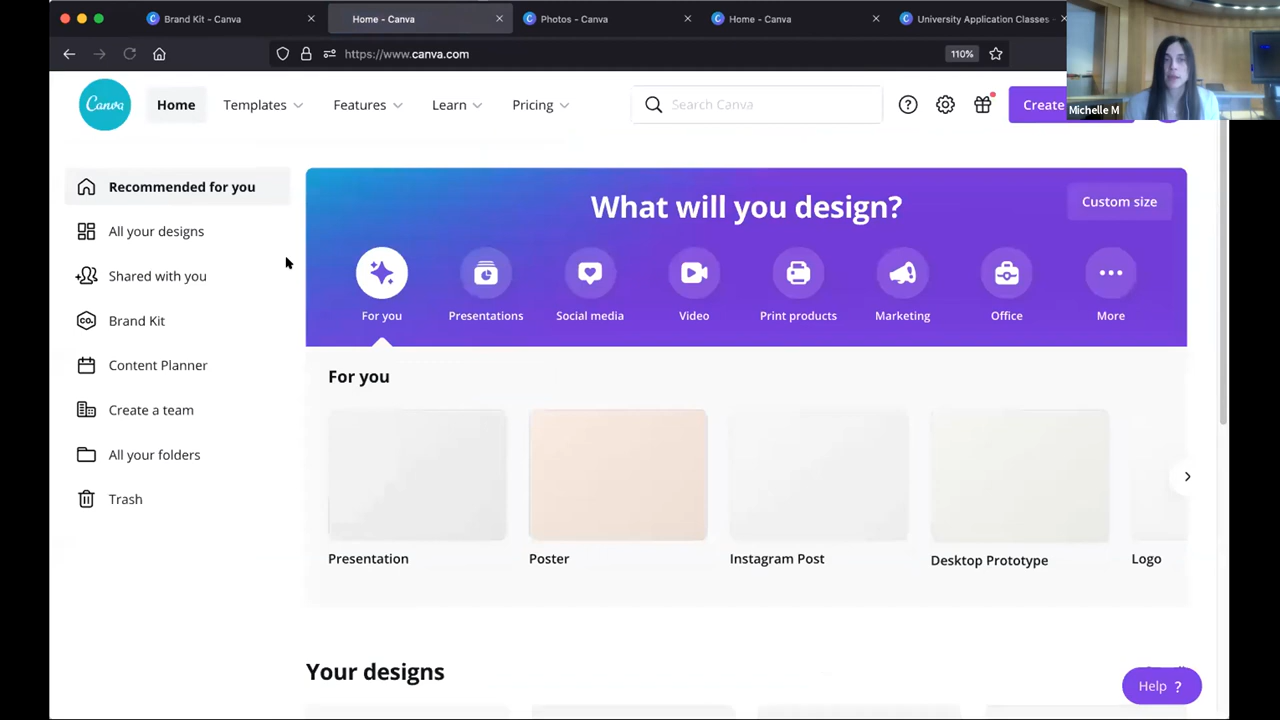 Brand Kit - Canva
Home - Canva
Photos - Canva
Home - Canva
University Application Classes -
https://www.canva.com
110%
Michelle M
Canva
Home
Templates
Features
Learn
Pricing
Search Canva
Create
Recommended for you
All your designs
Shared with you
Brand Kit
CO.
Content Planner
Create a team
All your folders
Trash
What will you design?
Custom size
For you
Presentations
Social media
Video
Print products
Marketing
Office
More
For you
Presentation
Poster
Instagram Post
Desktop Prototype
Logo
Your designs
Help ?